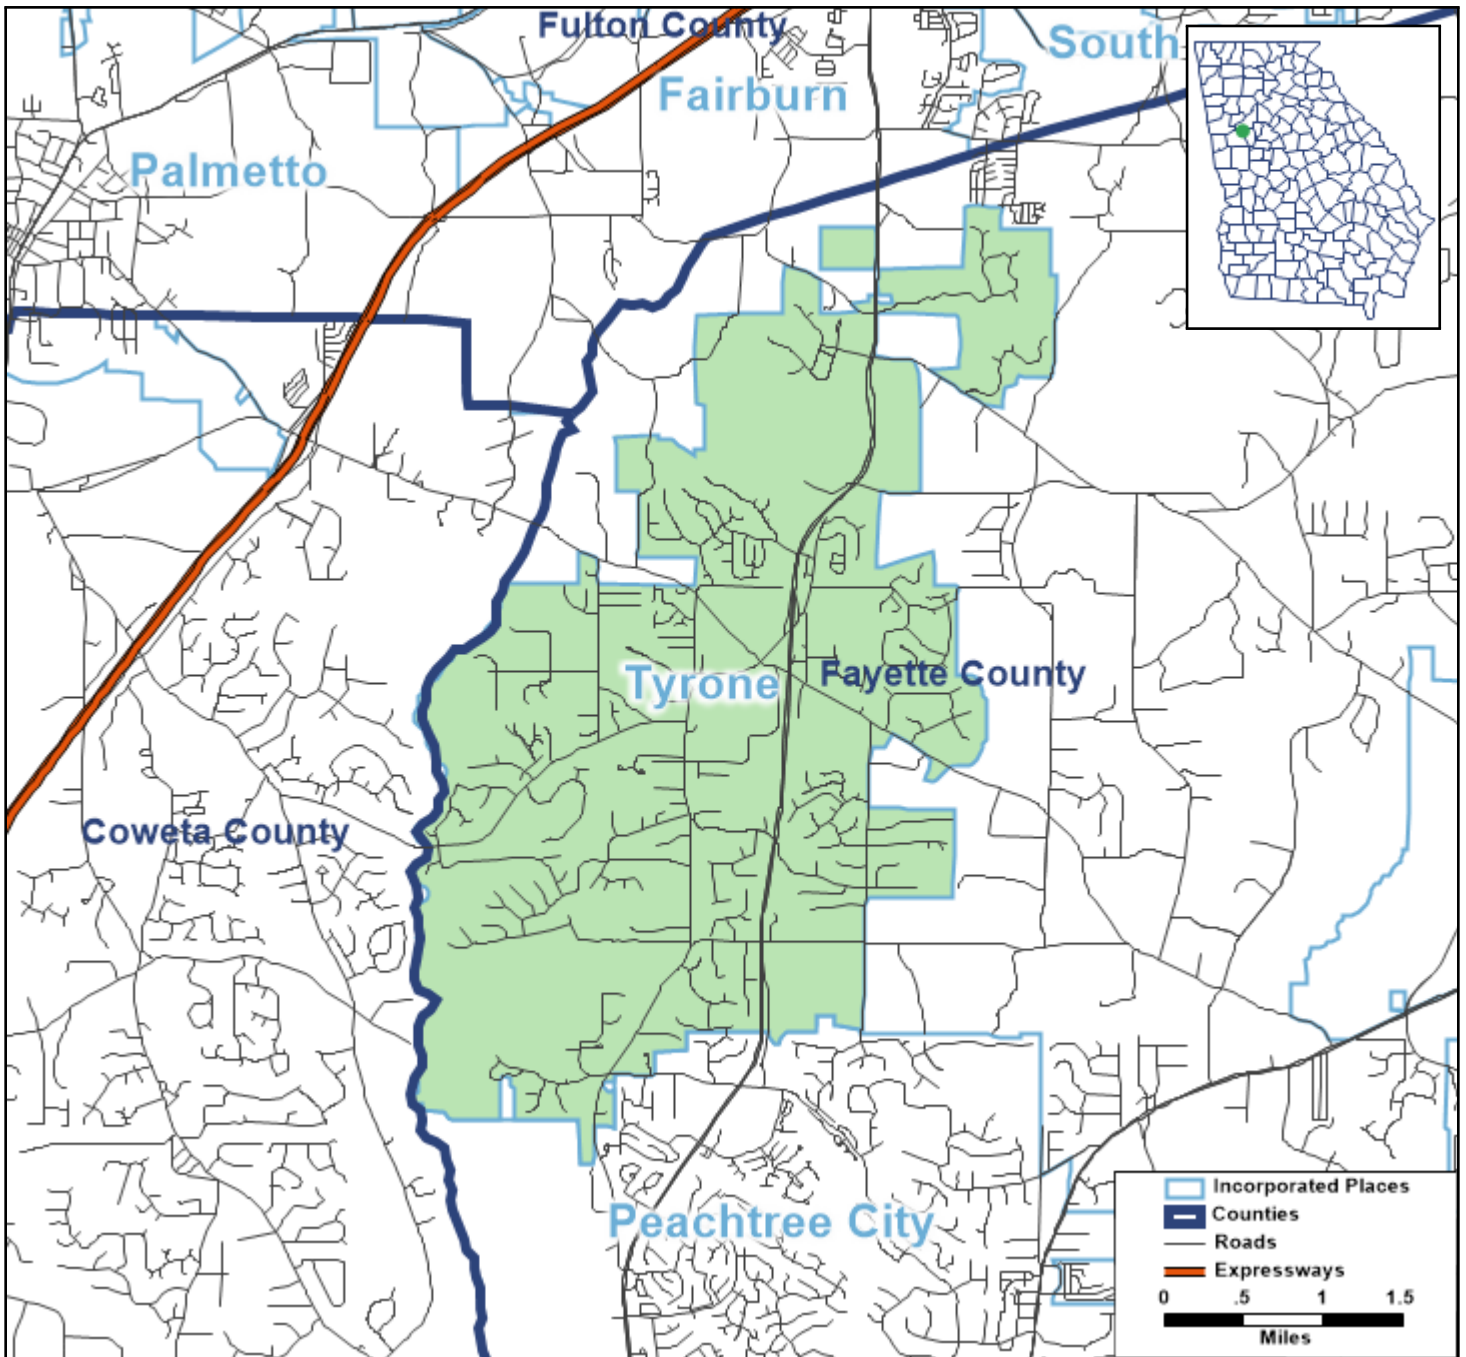 Fulton County
South
Fairburn
Palmetto
Tyrone
Fayette County
Coweta County
Peachtree City
Incorporated Places
Counties
Roads
Expressways
0 .5 1 1.5
Miles